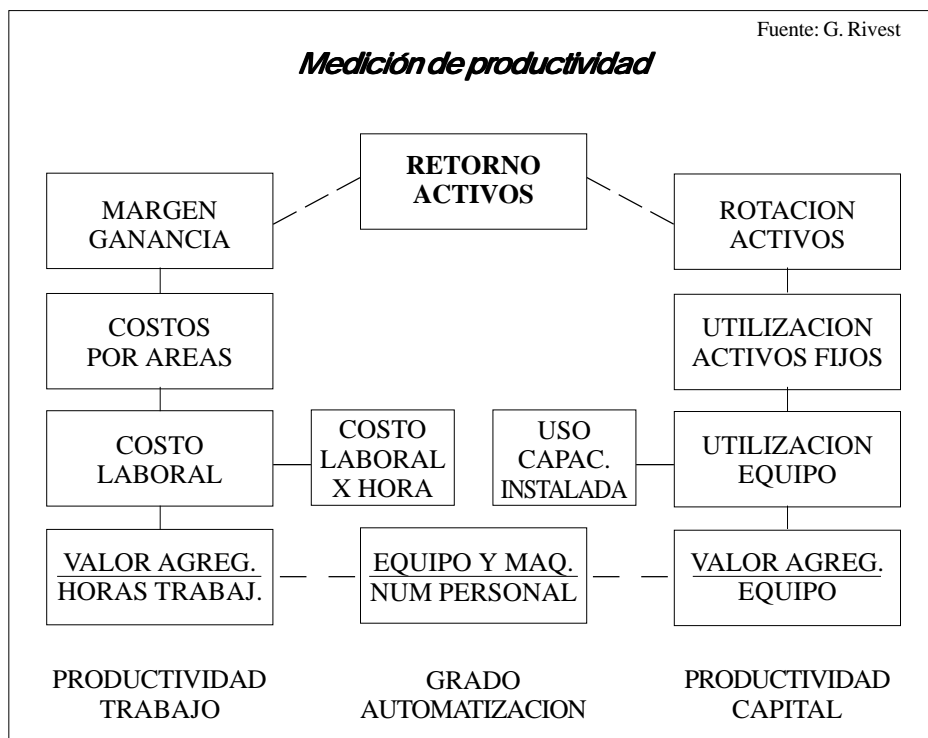 Fuente: G. Rivest
Medición de productividad
RETORNO
ACTIVOS
MARGEN
GANANCIA
ROTACION
ACTIVOS
COSTOS
POR AREAS
UTILIZACION
ACTIVOS FIJOS
COSTO
LABORAL
COSTO
LABORAL
X HORA
USO
CAPAC.
INSTALADA
UTILIZACION
EQUIPO
VALOR AGREG.
HORAS TRABAJ.
EQUIPO Y MAQ.
NUM PERSONAL
VALOR AGREG.
EQUIPO
PRODUCTIVIDAD
TRABAJO
GRADO
AUTOMATIZACION
PRODUCTIVIDAD
CAPITAL